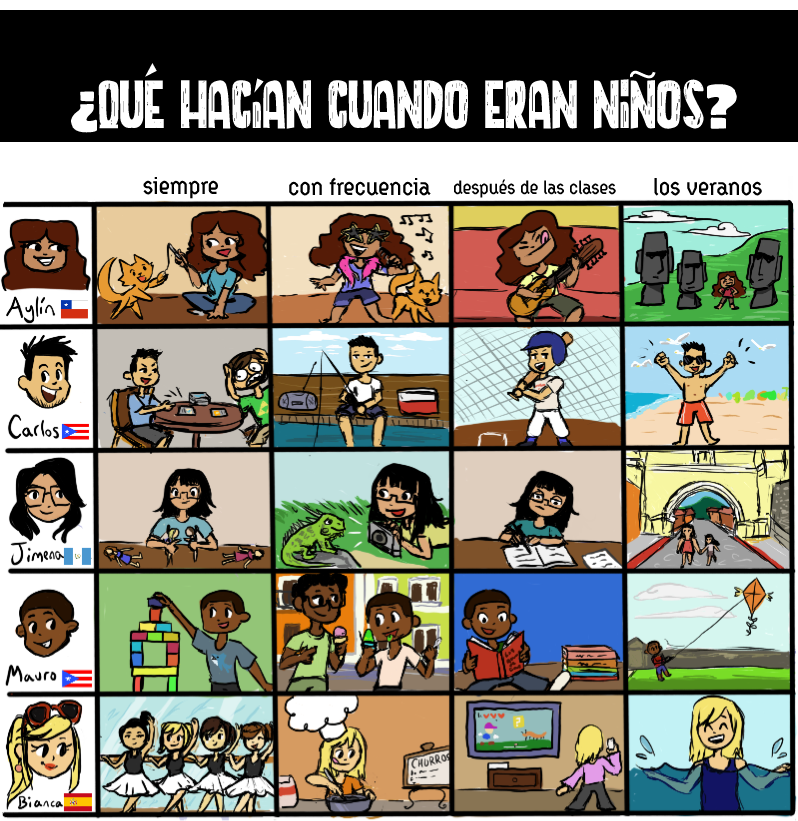 ¿QUÉ HACÍAN CUANDO ERAN NIÑOS?
siempre con frecuencia después de las clases los veranos
Aylín
Carlos
Jimena
Mauro
Bianca
CHURROS